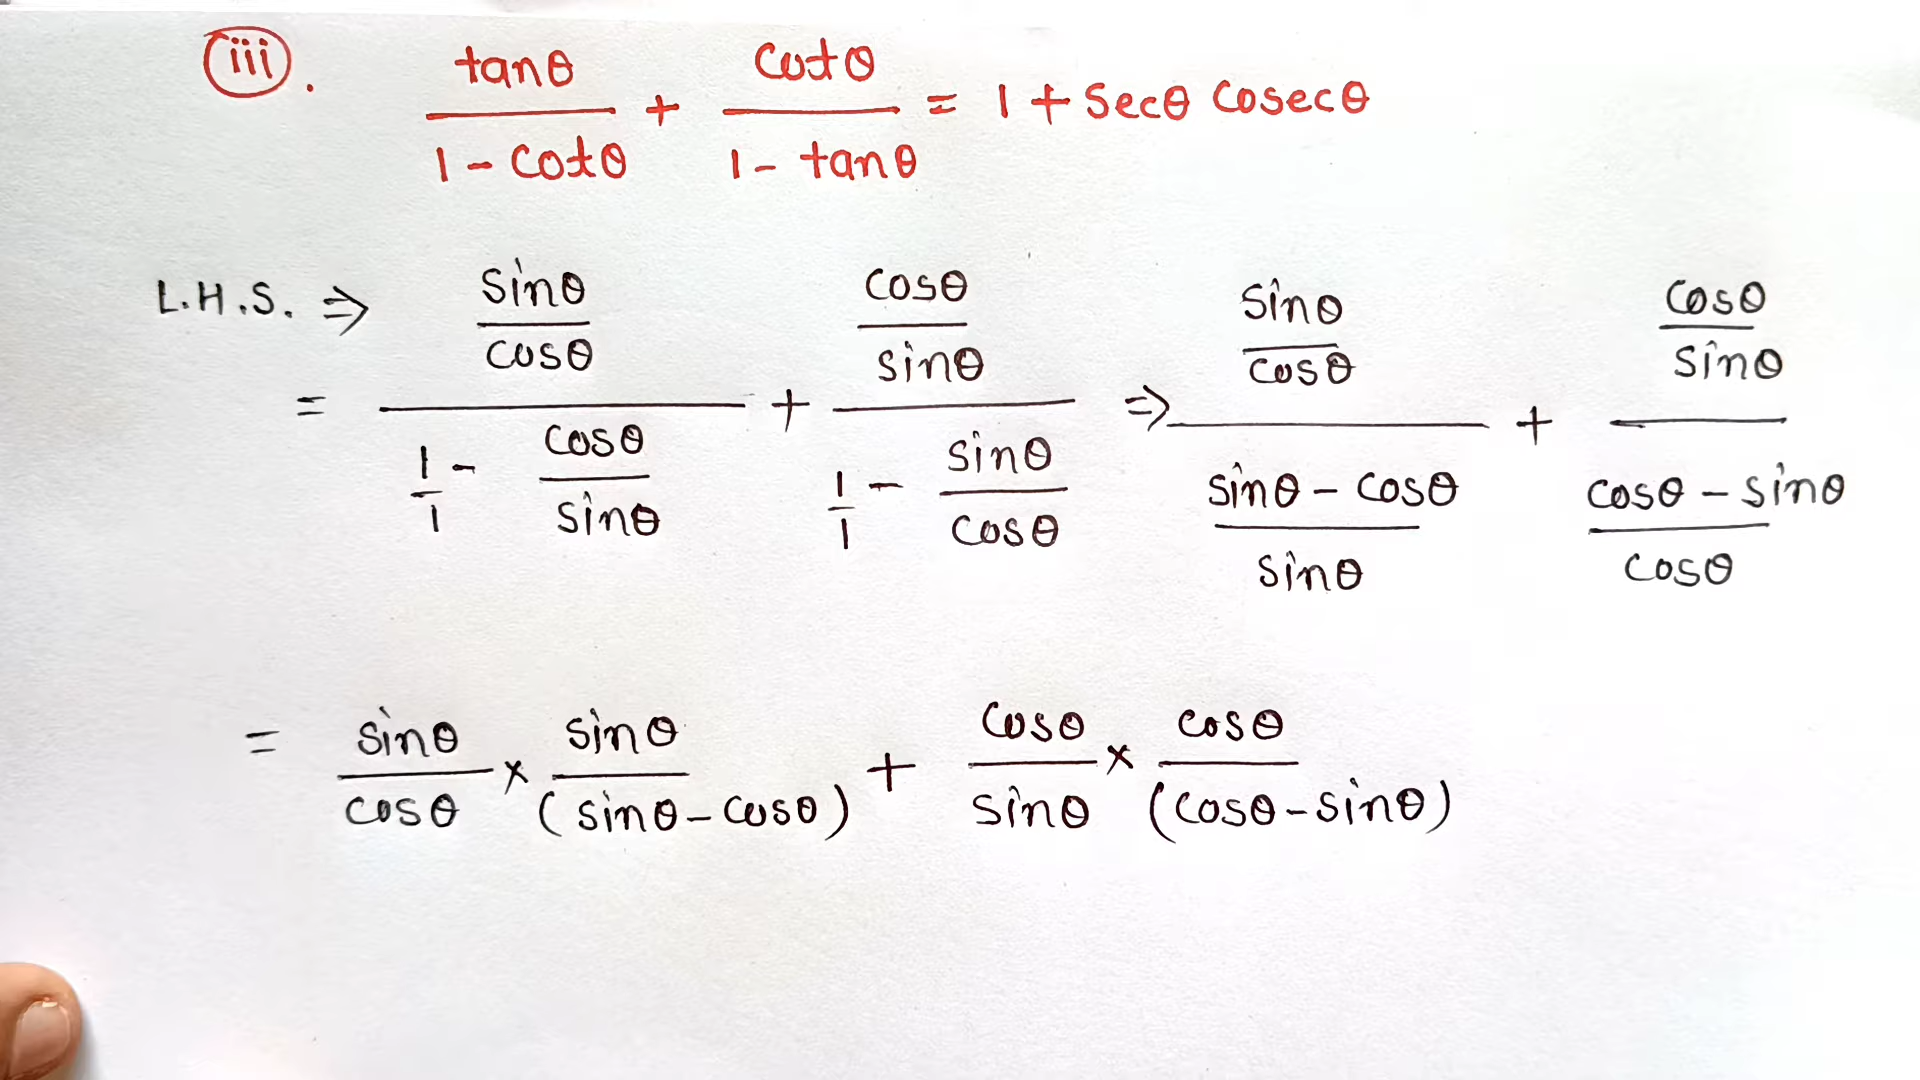 iii. tanθ/(1 - cotθ) + cotθ/(1 - tanθ) = 1 + secθ cosecθ
L.H.S. ⇒
= (sinθ/cosθ)/(1/1 - cosθ/sinθ) + (cosθ/sinθ)/(1/1 - sinθ/cosθ) ⇒ (sinθ/cosθ)/((sinθ - cosθ)/sinθ) + (cosθ/sinθ)/((cosθ - sinθ)/cosθ)
= sinθ/cosθ × sinθ/(sinθ - cosθ) + cosθ/sinθ × cosθ/(cosθ - sinθ)